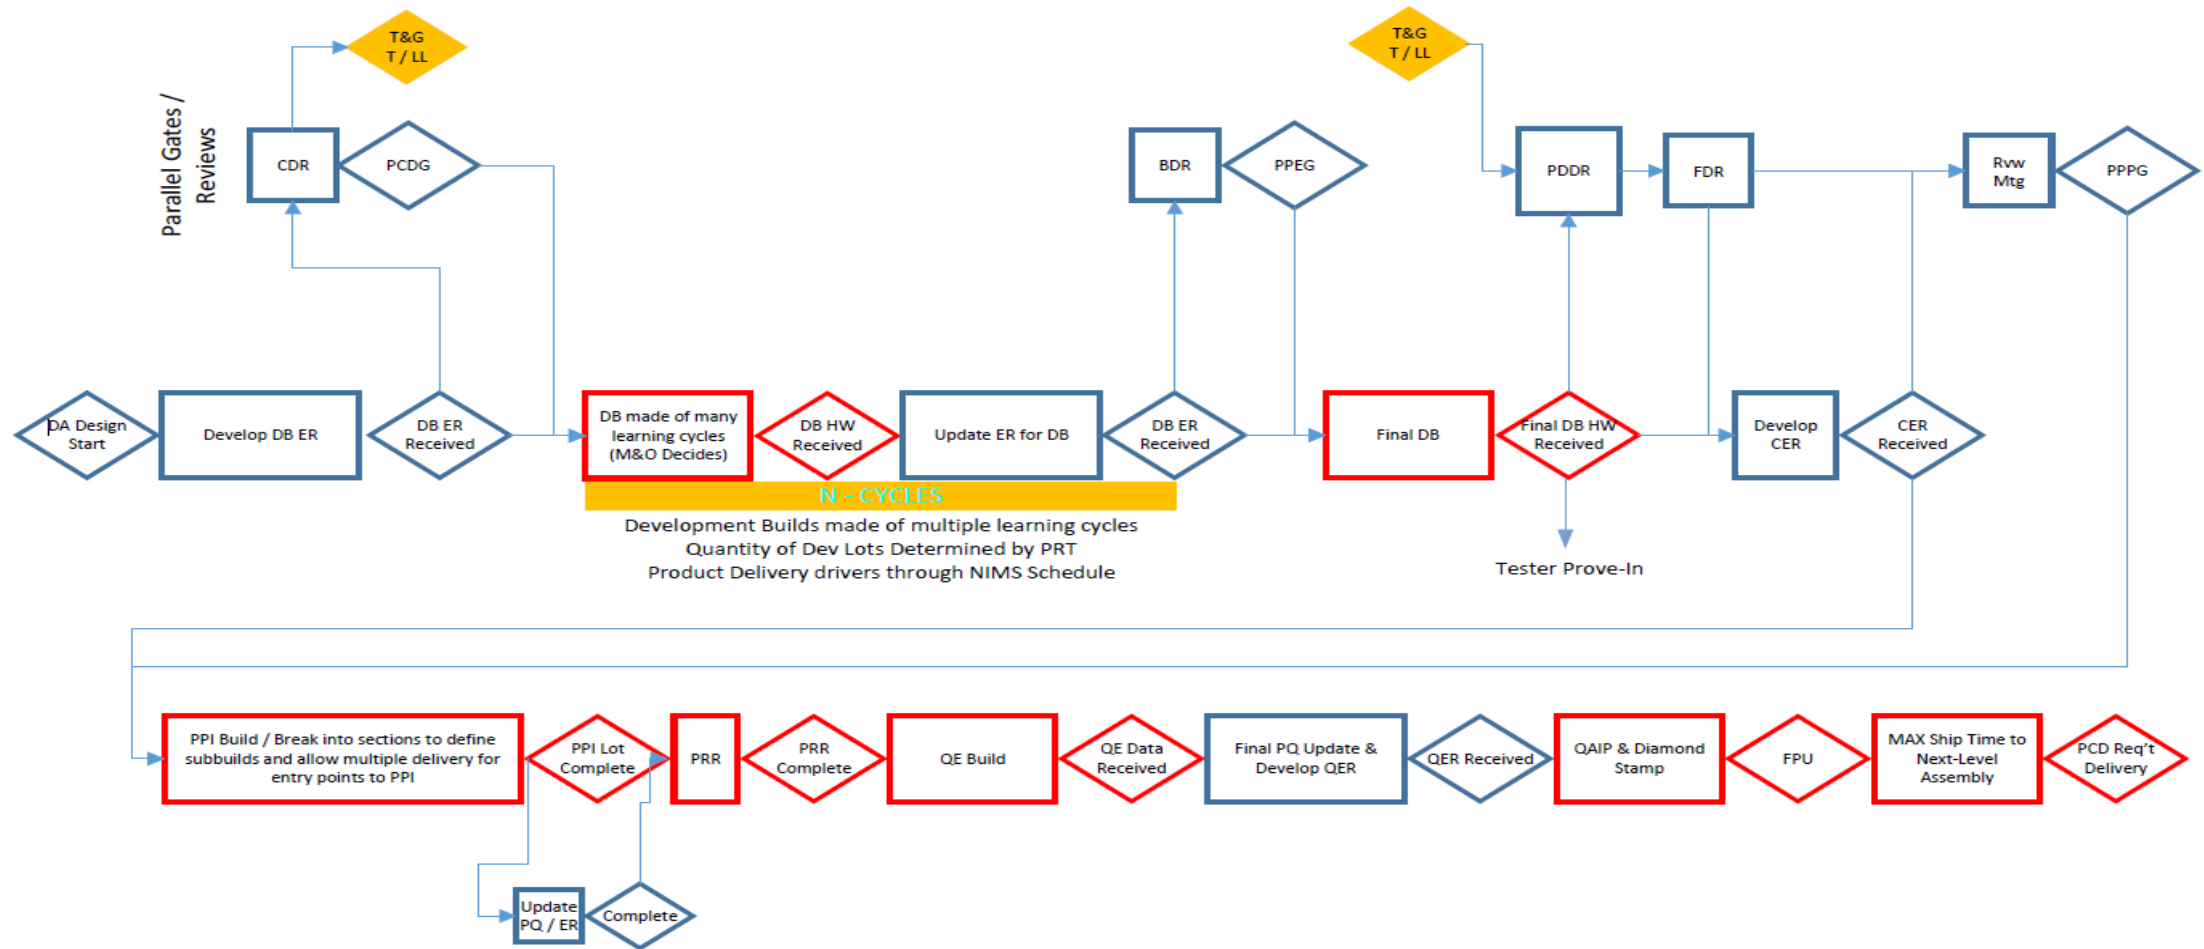 T&G
T / LL
T&G
T / LL
Parallel Gates /
Reviews
CDR
PCDG
BDR
PPEG
PDDR
FDR
Rvw
Mtg
PPPG
DA Design
Start
Develop DB ER
DB ER
Received
DB made of many
learning cycles
(M&O Decides)
DB HW
Received
Update ER for DB
DB ER
Received
Final DB
Final DB HW
Received
Develop
CER
CER
Received
N - CYCLES
Development Builds made of multiple learning cycles
Quantity of Dev Lots Determined by PRT
Product Delivery drivers through NIMS Schedule
Tester Prove-In
PPI Build / Break into sections to define
subbuilds and allow multiple delivery for
entry points to PPI
PPI Lot
Complete
PRR
PRR
Complete
QE Build
QE Data
Received
Final PQ Update &
Develop QER
QER Received
QAIP & Diamond
Stamp
FPU
MAX Ship Time to
Next-Level
Assembly
PCD Req't
Delivery
Update
PQ / ER
Complete